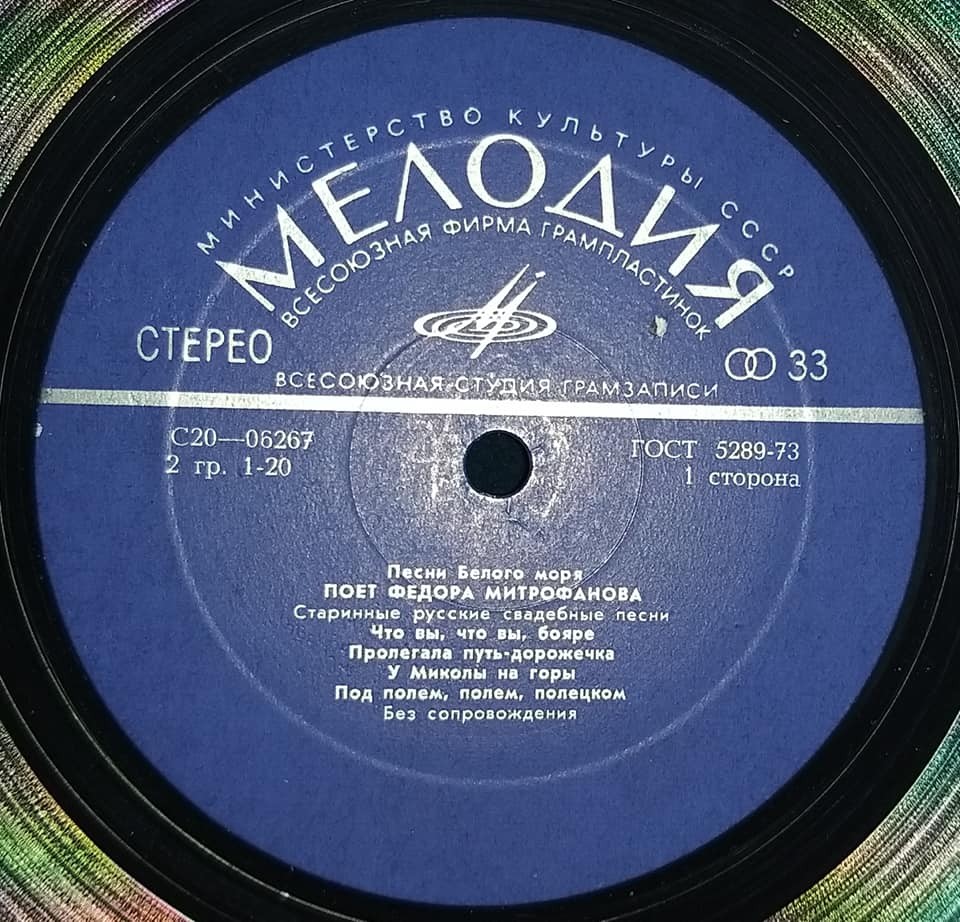 МИНИСТЕРСТВО КУЛЬТУРЫ СССР
МЕЛОДИЯ
ВСЕСОЮЗНАЯ ФИРМА ГРАМПЛАСТИНОК
СТЕРЕО
33
ВСЕСОЮЗНАЯ СТУДИЯ ГРАМЗАПИСИ
С20—06267
ГОСТ 5289-73
2 гр. 1-20
1 сторона
Песни Белого моря
ПОЕТ ФЕДОРА МИТРОФАНОВА
Старинные русские свадебные песни
Что вы, что вы, бояре
Пролегала путь-дорожечка
У Миколы на горы
Под полем, полем, полецком
Без сопровождения